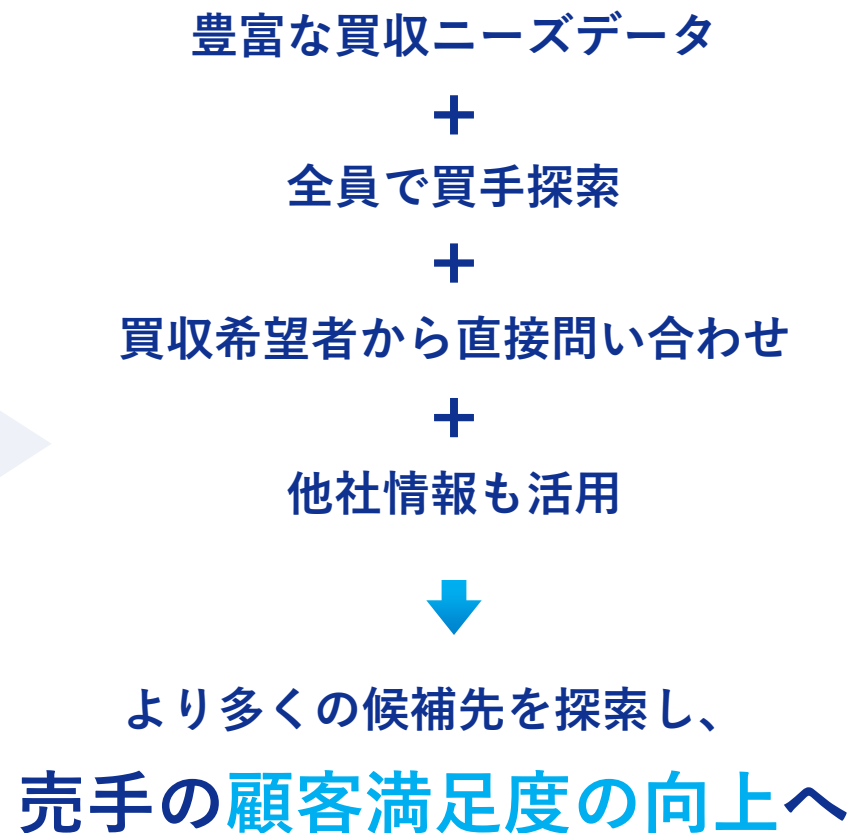 豊富な買収ニーズデータ
+
全員で買手探索
+
買収希望者から直接問い合わせ
+
他社情報も活用
より多くの候補先を探索し、
売手の顧客満足度の向上へ